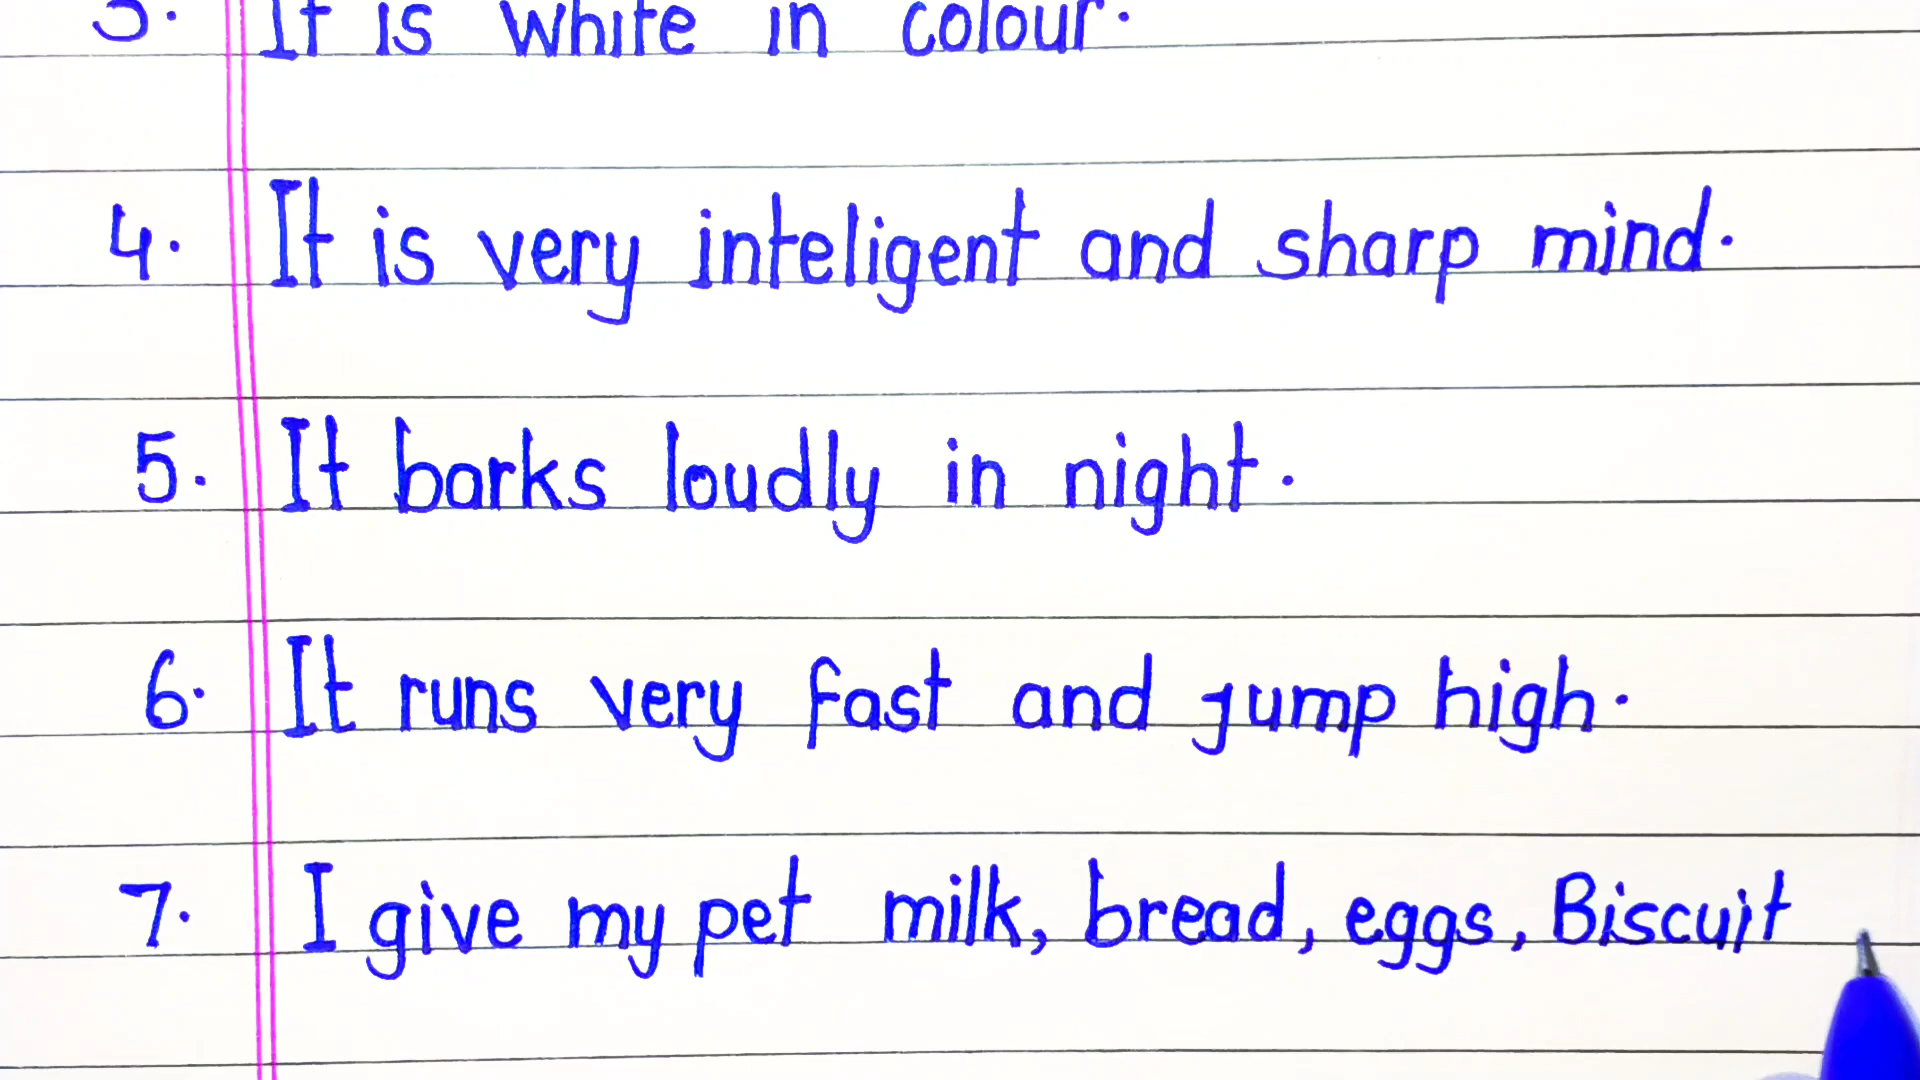 3. It is white in colour.
4. It is very inteligent and sharp mind.
5. It barks loudly in night.
6. It runs very fast and jump high.
7. I give my pet milk, bread, eggs, Biscuit